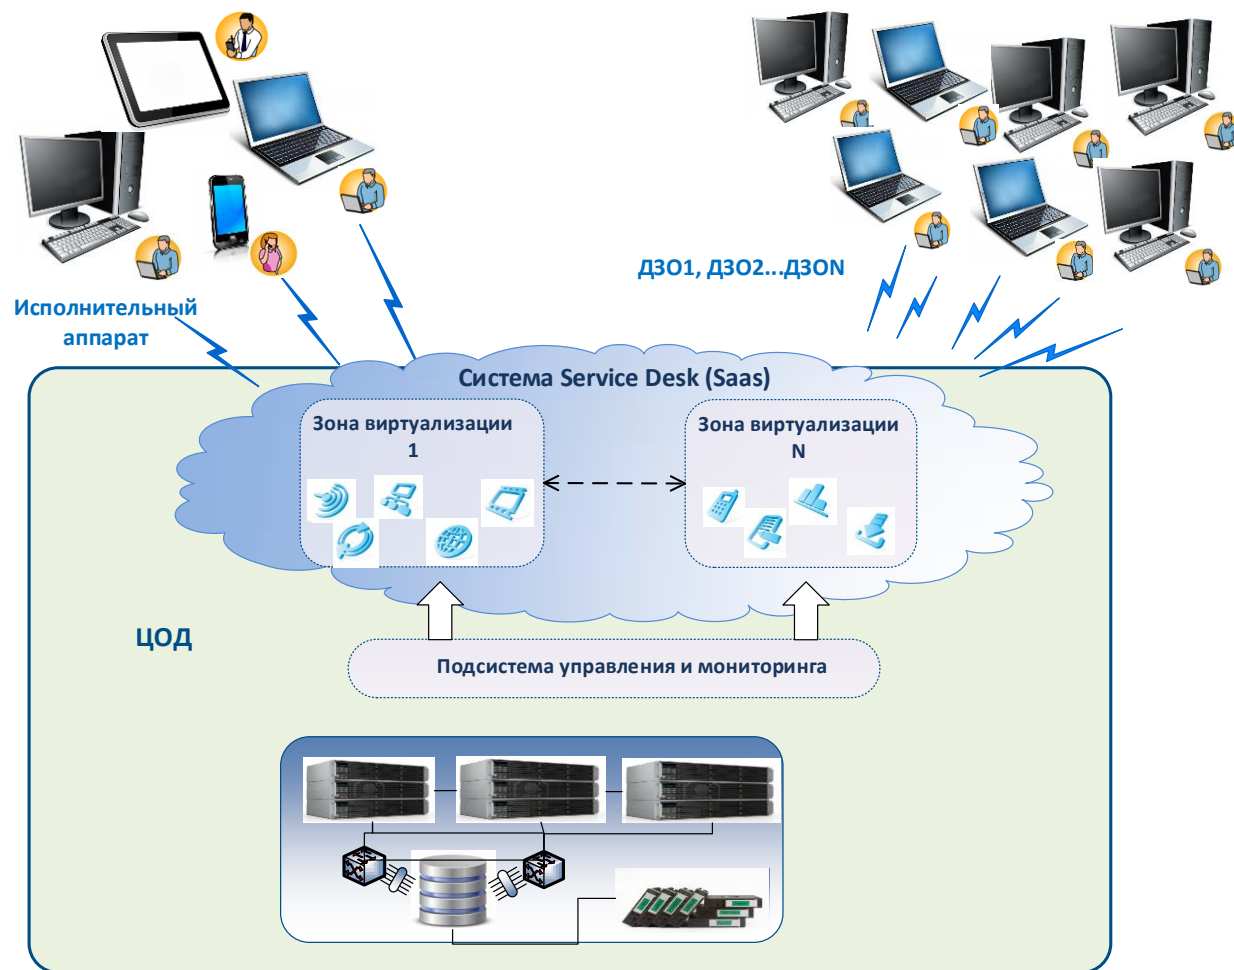 ДЗО1, ДЗО2...ДЗОN
Исполнительный
аппарат
Система Service Desk (Saas)
Зона виртуализации
1
Зона виртуализации
N
ЦОД
Подсистема управления и мониторинга